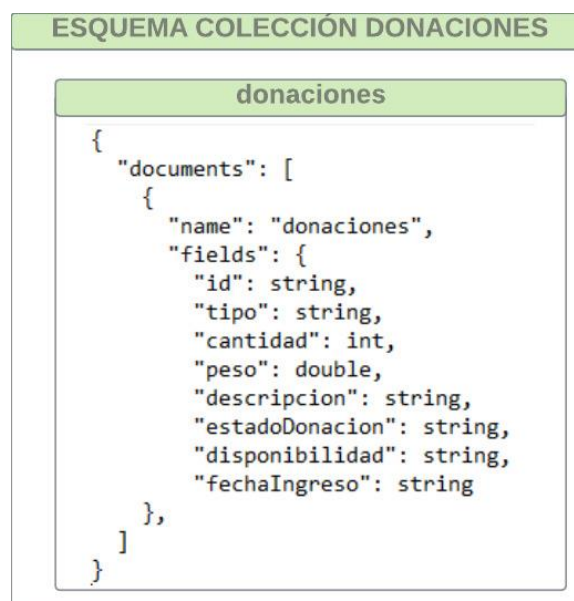 ESQUEMA COLECCIÓN DONACIONES
donaciones
{
"documents": [
{
"name": "donaciones",
"fields": {
"id": string,
"tipo": string,
"cantidad": int,
"peso": double,
"descripcion": string,
"estadoDonacion": string,
"disponibilidad": string,
"fechaIngreso": string
},
]
}